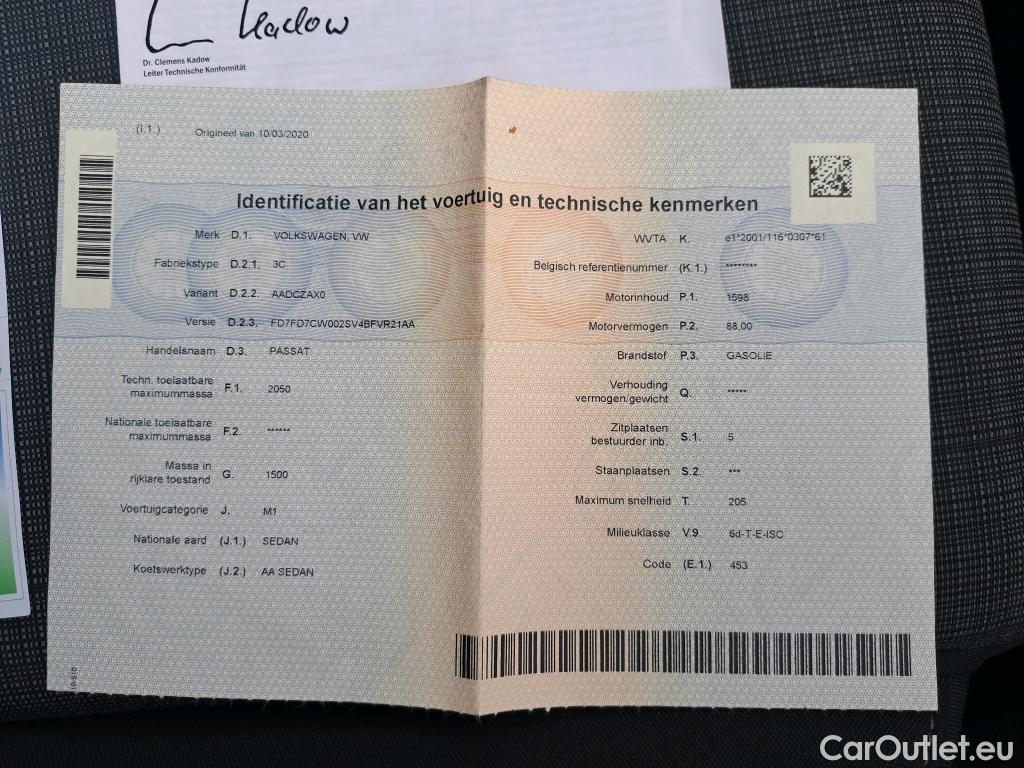 Kadow
Dr. Clemens Kadow
Leiter Technische Konformität
(I.1.) Origineel van 10/03/2020
Identificatie van het voertuig en technische kenmerken
Merk D.1. VOLKSWAGEN, VW
Fabriekstype D.2.1. 3C
Variant D.2.2. AADCZAX0
Versie D.2.3. FD7FD7CW002SV4BFVR21AA
Handelsnaam D.3. PASSAT
Techn. toelaatbare
maximummassa F.1. 2050
Nationale toelaatbare
maximummassa F.2. ******
Massa in
rijklare toestand G. 1500
Voertuigcategorie J. M1
Nationale aard (J.1.) SEDAN
Koetswerktype (J.2.) AA SEDAN
WVTA K. e1*2001/116*0307*61
Belgisch referentienummer (K.1.) ********
Motorinhoud P.1. 1598
Motorvermogen P.2. 88.00
Brandstof P.3. GASOLIE
Verhouding
vermogen/gewicht Q. *****
Zitplaatsen
bestuurder inb. S.1. 5
Staanplaatsen S.2. ***
Maximum snelheid T. 205
Milieuklasse V.9. 6d-T-E-ISC
Code (E.1.) 453
CarOutlet.eu